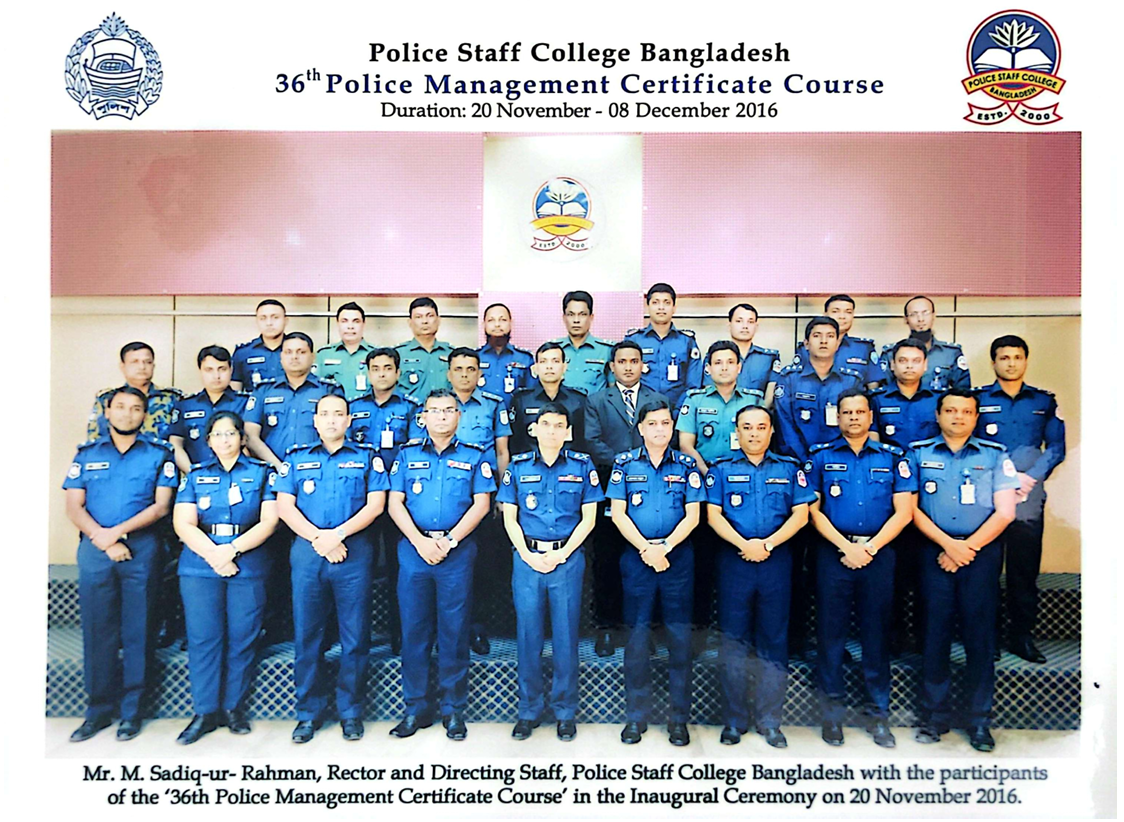 পুলিশ
Police Staff College Bangladesh
36th Police Management Certificate Course
Duration: 20 November - 08 December 2016
POLICE STAFF COLLEGE
BANGLADESH
ESTD. 2000
ESTD 2000
Mr. M. Sadiq-ur- Rahman, Rector and Directing Staff, Police Staff College Bangladesh with the participants
of the ‘36th Police Management Certificate Course’ in the Inaugural Ceremony on 20 November 2016.